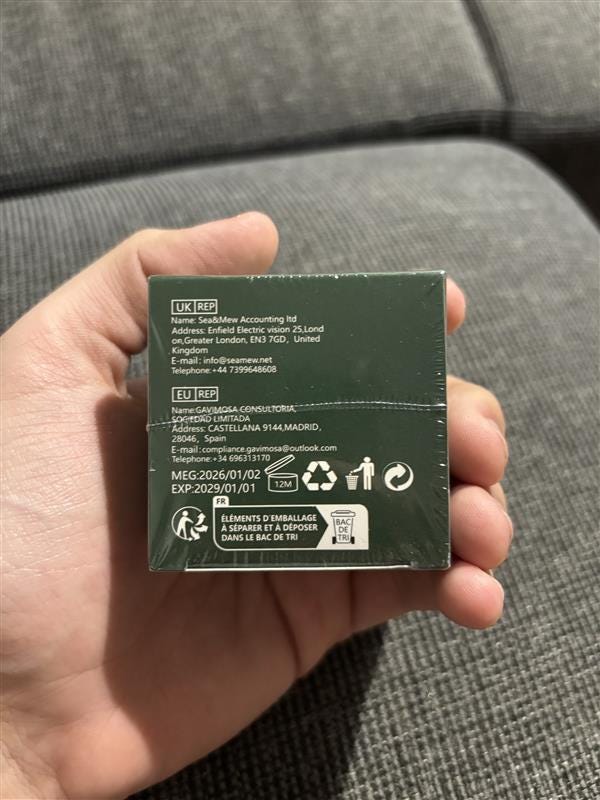 UK REP
Name: Sea&Mew Accounting ltd
Address: Enfield Electric vision 25,Lond
on,Greater London, EN3 7GD, United
Kingdom
E-mail: info@seamew.net
Telephone:+44 7399648608
EU REP
Name:GAVIMOSA CONSULTORIA,
SOCIEDAD LIMITADA
Address: CASTELLANA 9144,MADRID,
28046, Spain
E-mail:compliance.gavimosa@outlook.com
Telephone:+34 696313170
MEG:2026/01/02
EXP:2029/01/01
12M
FR
ÉLÉMENTS D'EMBALLAGE
À SÉPARER ET À DÉPOSER
DANS LE BAC DE TRI
BAC
DE
TRI